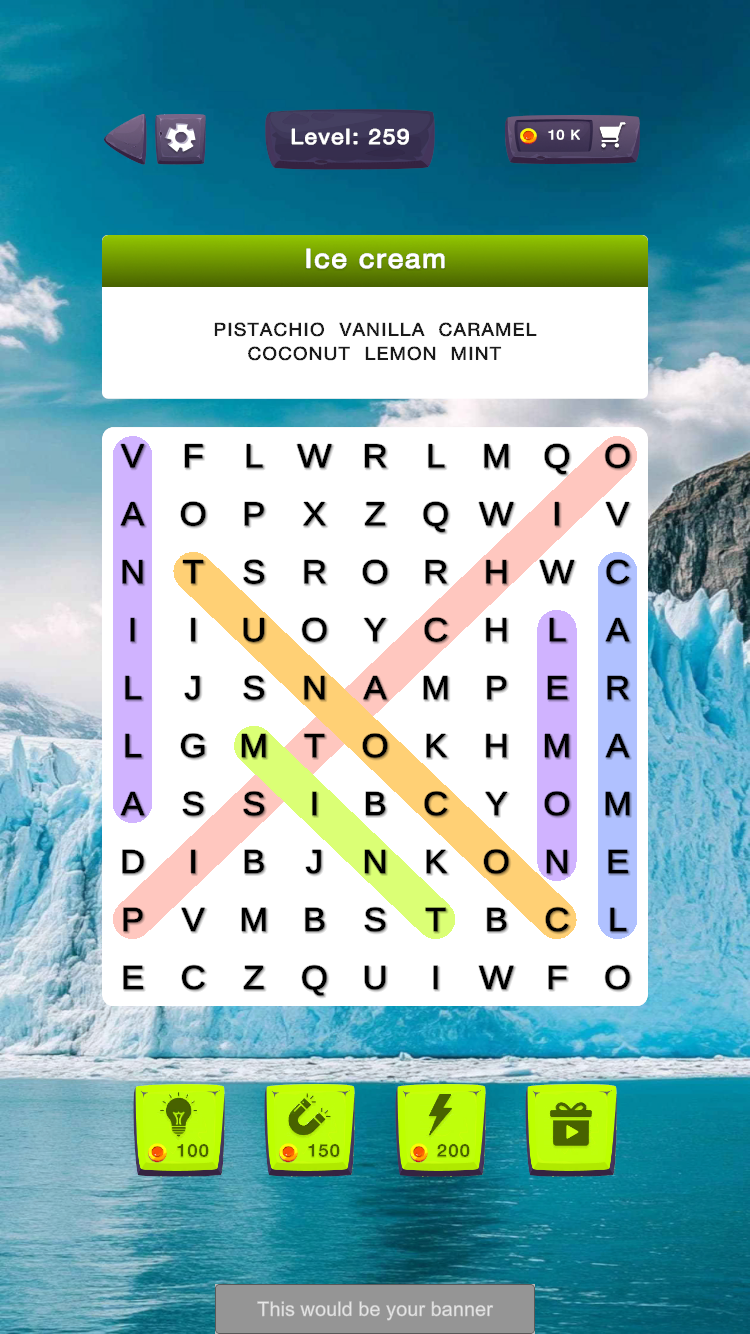 Level: 259
10 K
Ice cream
PISTACHIO VANILLA CARAMEL
COCONUT LEMON MINT
V F L W R L M Q O
A O P X Z Q W I V
N T S R O R H W C
I I U O Y C H L A
L J S N A M P E R
L G M T O K H M A
A S S I B C Y O M
D I B J N K O N E
P V M B S T B C L
E C Z Q U I W F O
100 150 200
This would be your banner